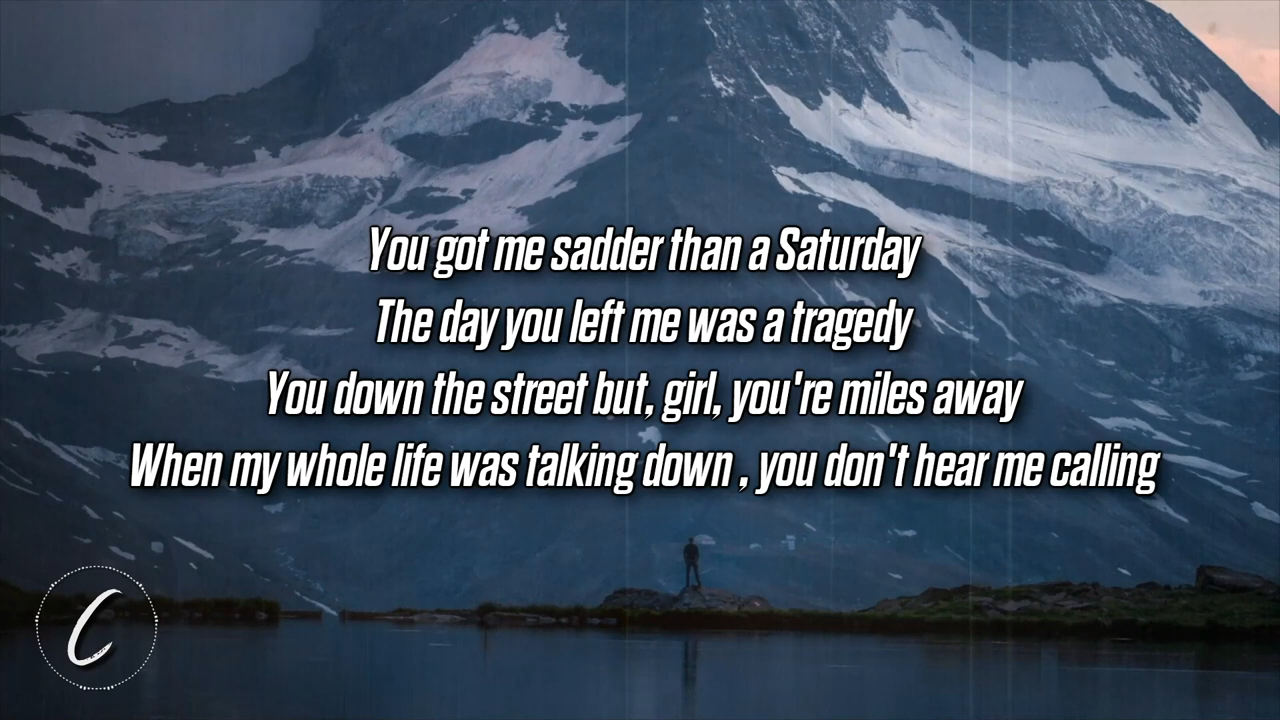 You got me sadder than a Saturday
The day you left me was a tragedy
You down the street but, girl, you're miles away
When my whole life was talking down , you don't hear me calling
C